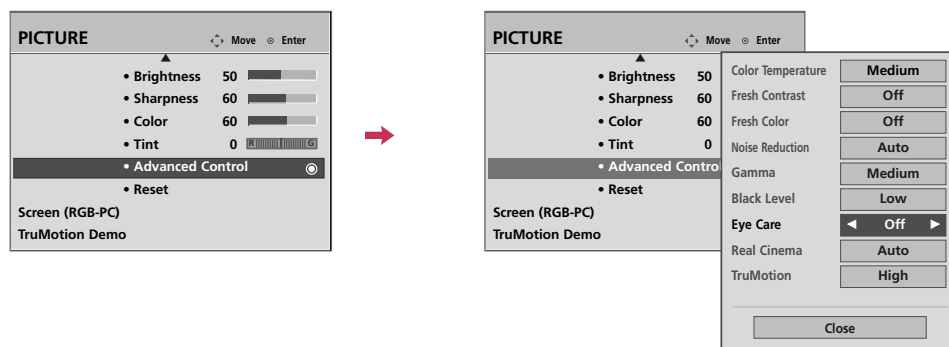 PICTURE
Move Enter
• Brightness 50
• Sharpness 60
• Color 60
• Tint 0 R G
• Advanced Control
• Reset
Screen (RGB-PC)
TruMotion Demo
PICTURE
Move Enter
• Brightness 50
• Sharpness 60
• Color 60
• Tint 0
• Advanced Control
• Reset
Screen (RGB-PC)
TruMotion Demo
Color Temperature Medium
Fresh Contrast Off
Fresh Color Off
Noise Reduction Auto
Gamma Medium
Black Level Low
Eye Care ◀ Off ▶
Real Cinema Auto
TruMotion High
Close